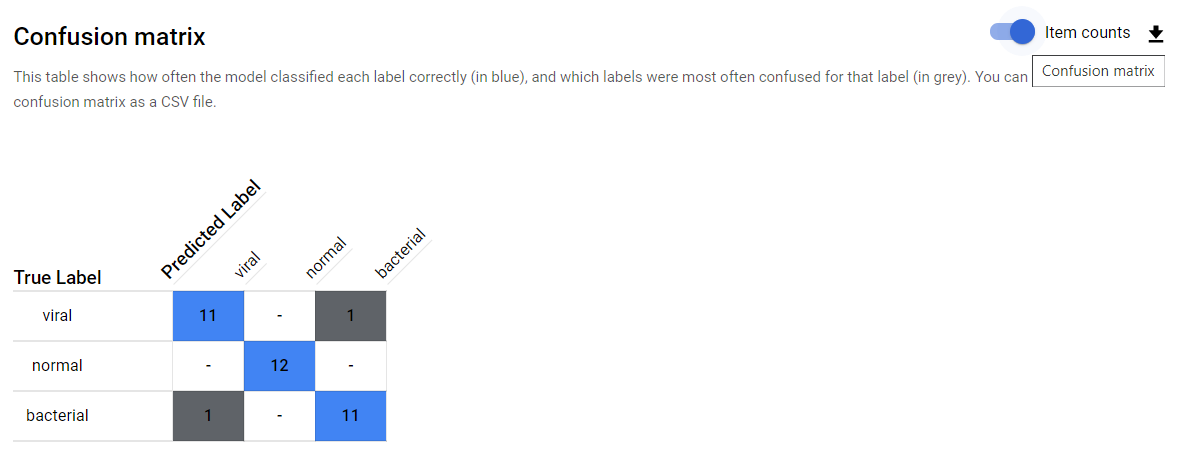 Confusion matrix
Item counts
This table shows how often the model classified each label correctly (in blue), and which labels were most often confused for that label (in grey). You can
Confusion matrix
confusion matrix as a CSV file.
True Label Predicted Label viral normal bacterial
viral 11 - 1
normal - 12 -
bacterial 1 - 11